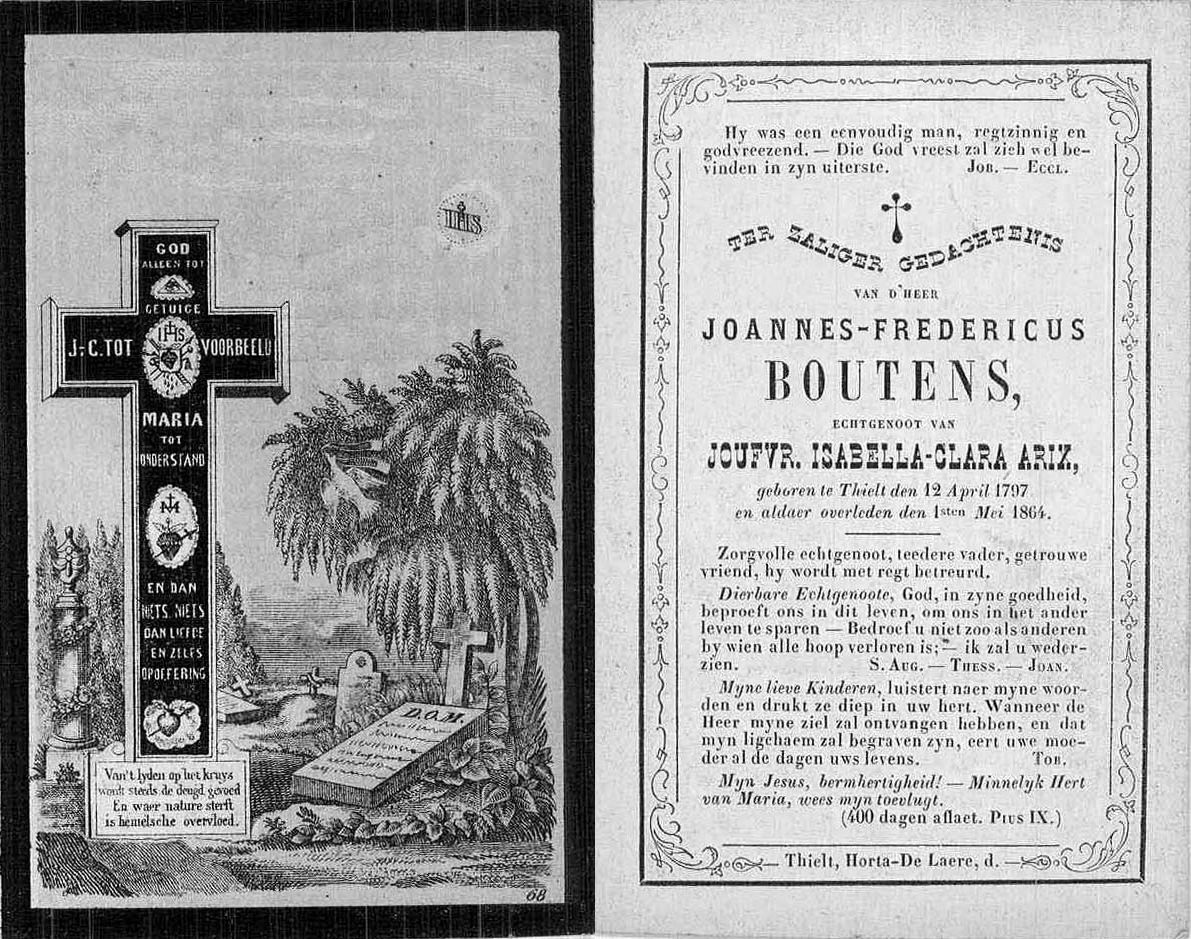 GOD
ALLEEN TOT
GETUIGE
IHS
J-C. TOT VOORBEELD
MARIA
TOT
ONDERSTAND
EN DAN
NIETS, NIETS
DAN LIEFDE
EN ZELFS
OPOFFERING
Van't lyden op het kruys
wordt steeds de deugd gevoed
En waer nature sterft
is hemelsche overvloed.
IHS
D.O.M.
68
Hy was een eenvoudig man, regtzinnig en
godvreezend. — Die God vreest zal zich wel be-
vinden in zyn uiterste. JOB. — ECCL.
TER ZALIGER GEDACHTENIS
VAN D'HEER
JOANNES-FREDERICUS
BOUTENS,
ECHTGENOOT VAN
JOUFVR. ISABELLA-CLARA ARIX,
geboren te Thielt den 12 April 1797
en aldaer overleden den 1sten Mei 1864.
Zorgvolle echtgenoot, teedere vader, getrouwe
vriend, hy wordt met regt betreurd.
Dierbare Echtgenoote, God, in zyne goedheid,
beproeft ons in dit leven, om ons in het ander
leven te sparen — Bedroef u niet zoo als anderen
by wien alle hoop verloren is; — ik zal u weder-
zien. S. AUG. — THESS. — JOAN.
Myne lieve Kinderen, luistert naer myne woor-
den en drukt ze diep in uw hert. Wanneer de
Heer myne ziel zal ontvangen hebben, en dat
myn ligchaem zal begraven zyn, eert uwe moe-
der al de dagen uws levens. TOB.
Myn Jesus, bermhertigheid! — Minnelyk Hert
van Maria, wees myn toevlugt.
(400 dagen aflaet. PIUS IX.)
Thielt, Horta-De Laere, d.